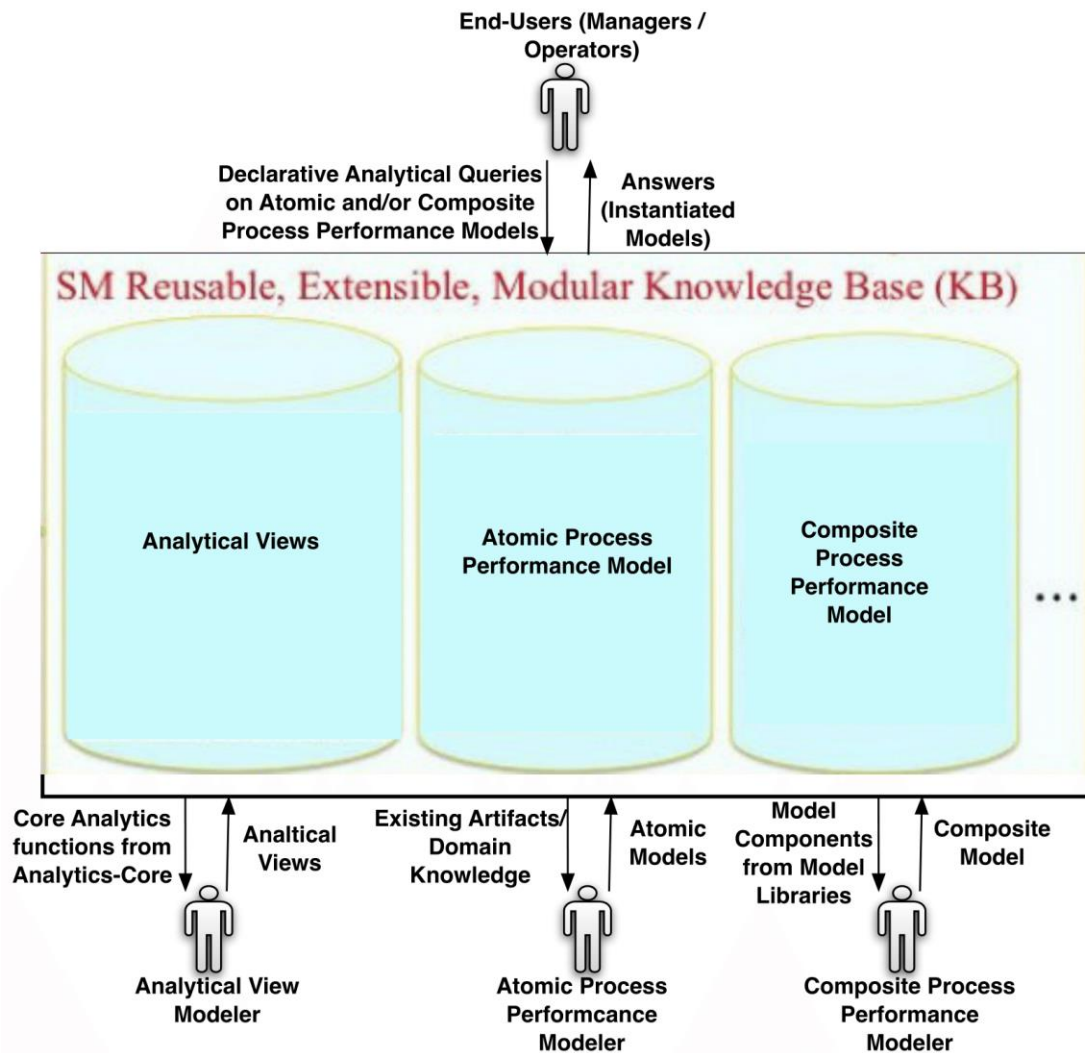 End-Users (Managers /
Operators)
Declarative Analytical Queries
on Atomic and/or Composite
Process Performance Models
Answers
(Instantiated
Models)
SM Reusable, Extensible, Modular Knowledge Base (KB)
Analytical Views
Atomic Process
Performance Model
Composite
Process
Performance
Model
...
Core Analytics
functions from
Analytics-Core
Analtical
Views
Existing Artifacts/
Domain
Knowledge
Atomic
Models
Model
Components
from Model
Libraries
Composite
Model
Analytical View
Modeler
Atomic Process
Performcance
Modeler
Composite Process
Performance
Modeler